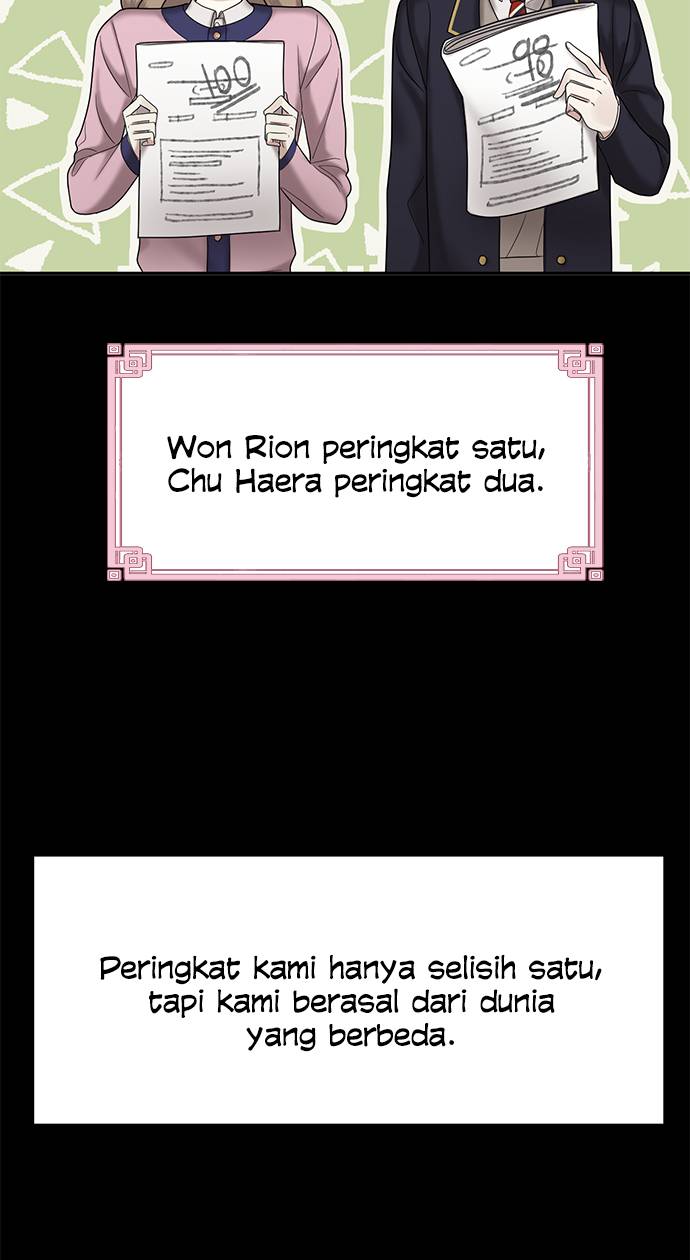 100
98
Won Rion peringkat satu,
Chu Haera peringkat dua.
Peringkat kami hanya selisih satu,
tapi kami berasal dari dunia
yang berbeda.